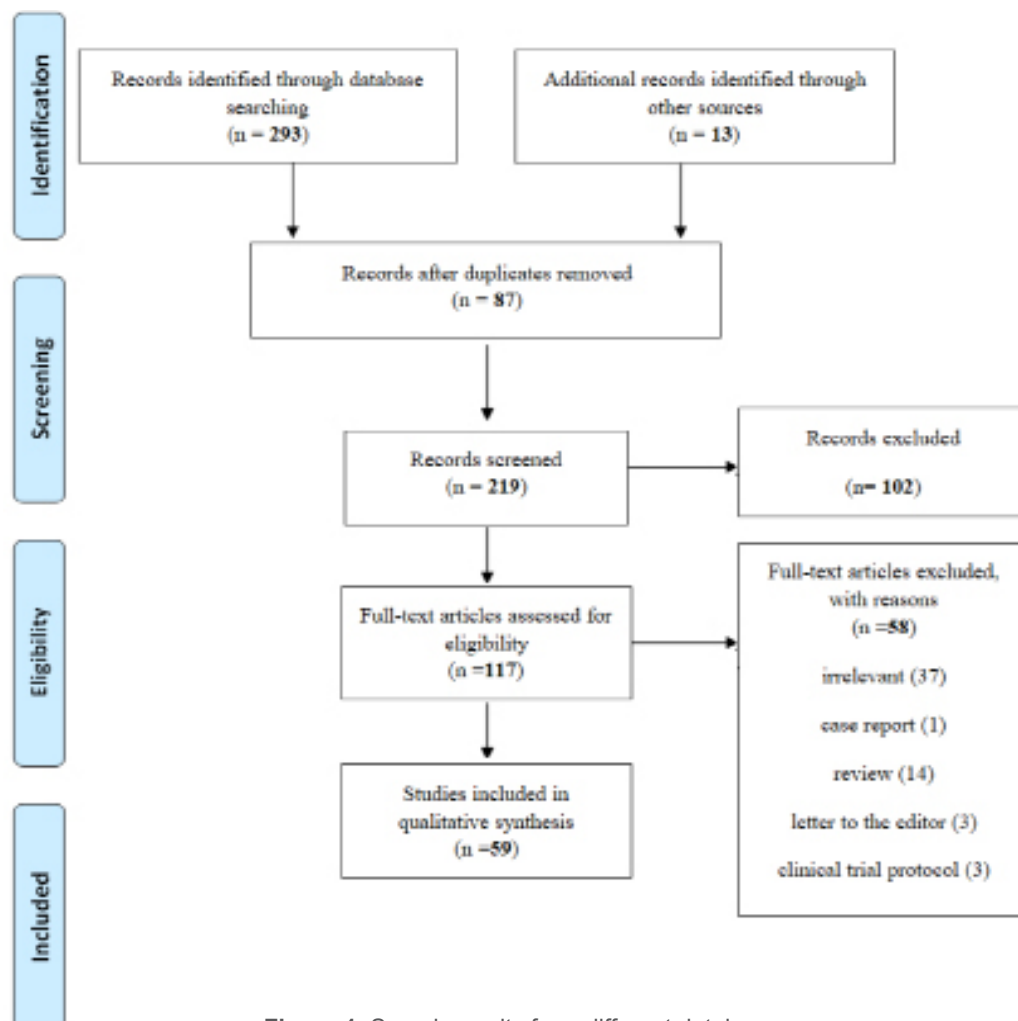 Identification
Records identified through database
searching
(n = 293)
Additional records identified through
other sources
(n = 13)
Records after duplicates removed
(n = 87)
Screening
Records screened
(n = 219)
Records excluded
(n= 102)
Eligibility
Full-text articles assessed for
eligibility
(n =117)
Full-text articles excluded,
with reasons
(n =58)
irrelevant (37)
case report (1)
review (14)
letter to the editor (3)
clinical trial protocol (3)
Included
Studies included in
qualitative synthesis
(n =59)